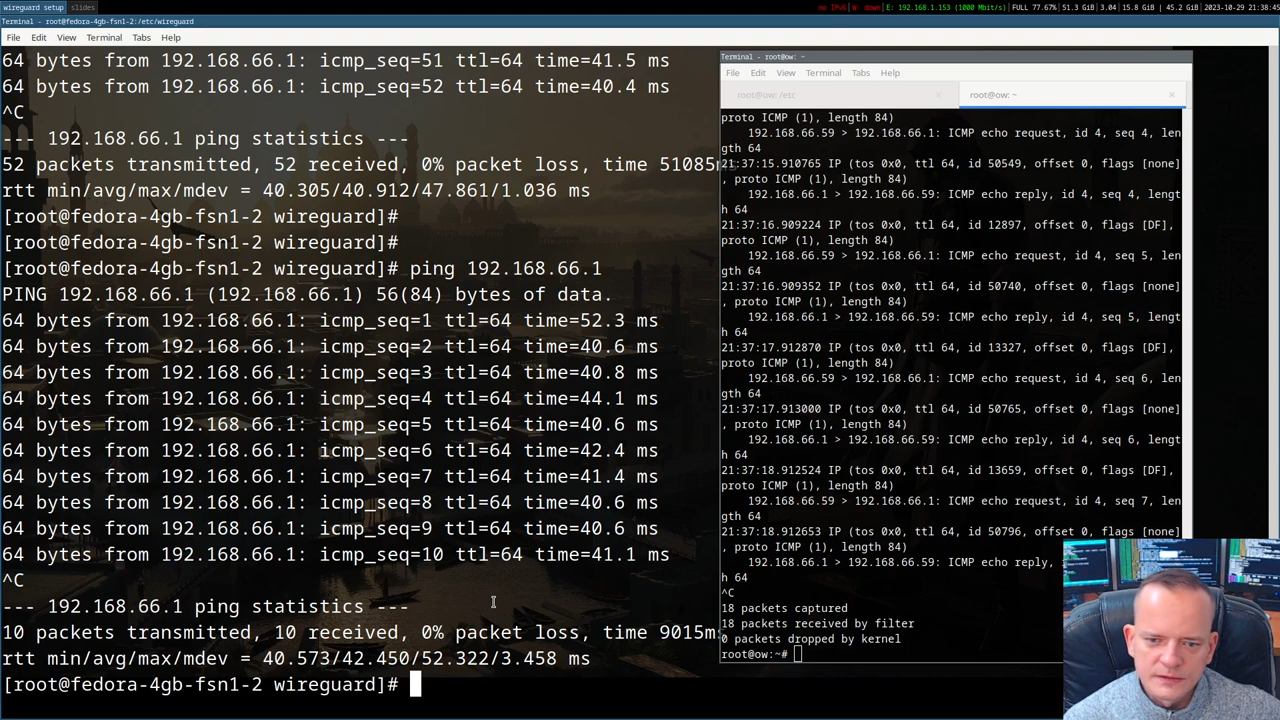 wireguard setup slides
no IPv6| W: down| E: 192.168.1.153 (1000 Mbit/s)| FULL 77.67%| 51.3 GiB| 3.04 | 15.8 GiB | 45.2 GiB| 2023-10-29 21:38:45
Terminal - root@fedora-4gb-fsn1-2:/etc/wireguard
File Edit View Terminal Tabs Help
64 bytes from 192.168.66.1: icmp_seq=51 ttl=64 time=41.5 ms
64 bytes from 192.168.66.1: icmp_seq=52 ttl=64 time=40.4 ms
^C
--- 192.168.66.1 ping statistics ---
52 packets transmitted, 52 received, 0% packet loss, time 51085m
rtt min/avg/max/mdev = 40.305/40.912/47.861/1.036 ms
[root@fedora-4gb-fsn1-2 wireguard]#
[root@fedora-4gb-fsn1-2 wireguard]#
[root@fedora-4gb-fsn1-2 wireguard]# ping 192.168.66.1
PING 192.168.66.1 (192.168.66.1) 56(84) bytes of data.
64 bytes from 192.168.66.1: icmp_seq=1 ttl=64 time=52.3 ms
64 bytes from 192.168.66.1: icmp_seq=2 ttl=64 time=40.6 ms
64 bytes from 192.168.66.1: icmp_seq=3 ttl=64 time=40.8 ms
64 bytes from 192.168.66.1: icmp_seq=4 ttl=64 time=44.1 ms
64 bytes from 192.168.66.1: icmp_seq=5 ttl=64 time=40.6 ms
64 bytes from 192.168.66.1: icmp_seq=6 ttl=64 time=42.4 ms
64 bytes from 192.168.66.1: icmp_seq=7 ttl=64 time=41.4 ms
64 bytes from 192.168.66.1: icmp_seq=8 ttl=64 time=40.6 ms
64 bytes from 192.168.66.1: icmp_seq=9 ttl=64 time=40.6 ms
64 bytes from 192.168.66.1: icmp_seq=10 ttl=64 time=41.1 ms
^C
--- 192.168.66.1 ping statistics ---
10 packets transmitted, 10 received, 0% packet loss, time 9015m
rtt min/avg/max/mdev = 40.573/42.450/52.322/3.458 ms
[root@fedora-4gb-fsn1-2 wireguard]#
Terminal - root@ow: ~
File Edit View Terminal Tabs Help
root@ow: /etc × root@ow: ~ ×
proto ICMP (1), length 84)
192.168.66.59 > 192.168.66.1: ICMP echo request, id 4, seq 4, len
gth 64
21:37:15.910765 IP (tos 0x0, ttl 64, id 50549, offset 0, flags [none]
, proto ICMP (1), length 84)
192.168.66.1 > 192.168.66.59: ICMP echo reply, id 4, seq 4, lengt
h 64
21:37:16.909224 IP (tos 0x0, ttl 64, id 12897, offset 0, flags [DF],
proto ICMP (1), length 84)
192.168.66.59 > 192.168.66.1: ICMP echo request, id 4, seq 5, len
gth 64
21:37:16.909352 IP (tos 0x0, ttl 64, id 50740, offset 0, flags [none]
, proto ICMP (1), length 84)
192.168.66.1 > 192.168.66.59: ICMP echo reply, id 4, seq 5, lengt
h 64
21:37:17.912870 IP (tos 0x0, ttl 64, id 13327, offset 0, flags [DF],
proto ICMP (1), length 84)
192.168.66.59 > 192.168.66.1: ICMP echo request, id 4, seq 6, len
gth 64
21:37:17.913000 IP (tos 0x0, ttl 64, id 50765, offset 0, flags [none]
, proto ICMP (1), length 84)
192.168.66.1 > 192.168.66.59: ICMP echo reply, id 4, seq 6, lengt
h 64
21:37:18.912524 IP (tos 0x0, ttl 64, id 13659, offset 0, flags [DF],
proto ICMP (1), length 84)
192.168.66.59 > 192.168.66.1: ICMP echo request, id 4, seq 7, len
gth 64
21:37:18.912653 IP (tos 0x0, ttl 64, id 50796, offset 0, flags [none]
, proto ICMP (1), length 84)
192.168.66.1 > 192.168.66.59: ICMP echo reply,
h 64
^C
18 packets captured
18 packets received by filter
0 packets dropped by kernel
root@ow:~#